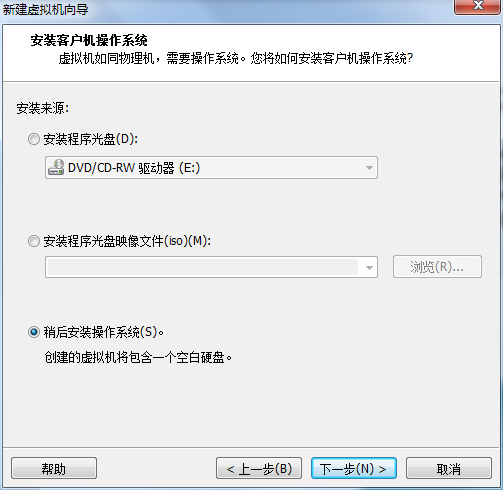 新建虚拟机向导
安装客户机操作系统
虚拟机如同物理机，需要操作系统。您将如何安装客户机操作系统?
安装来源:
安装程序光盘(D):
DVD/CD-RW 驱动器 (E:)
安装程序光盘映像文件(iso)(M):
浏览(R)...
稍后安装操作系统(S)。
创建的虚拟机将包含一个空白硬盘。
帮助
< 上一步(B)
下一步(N) >
取消